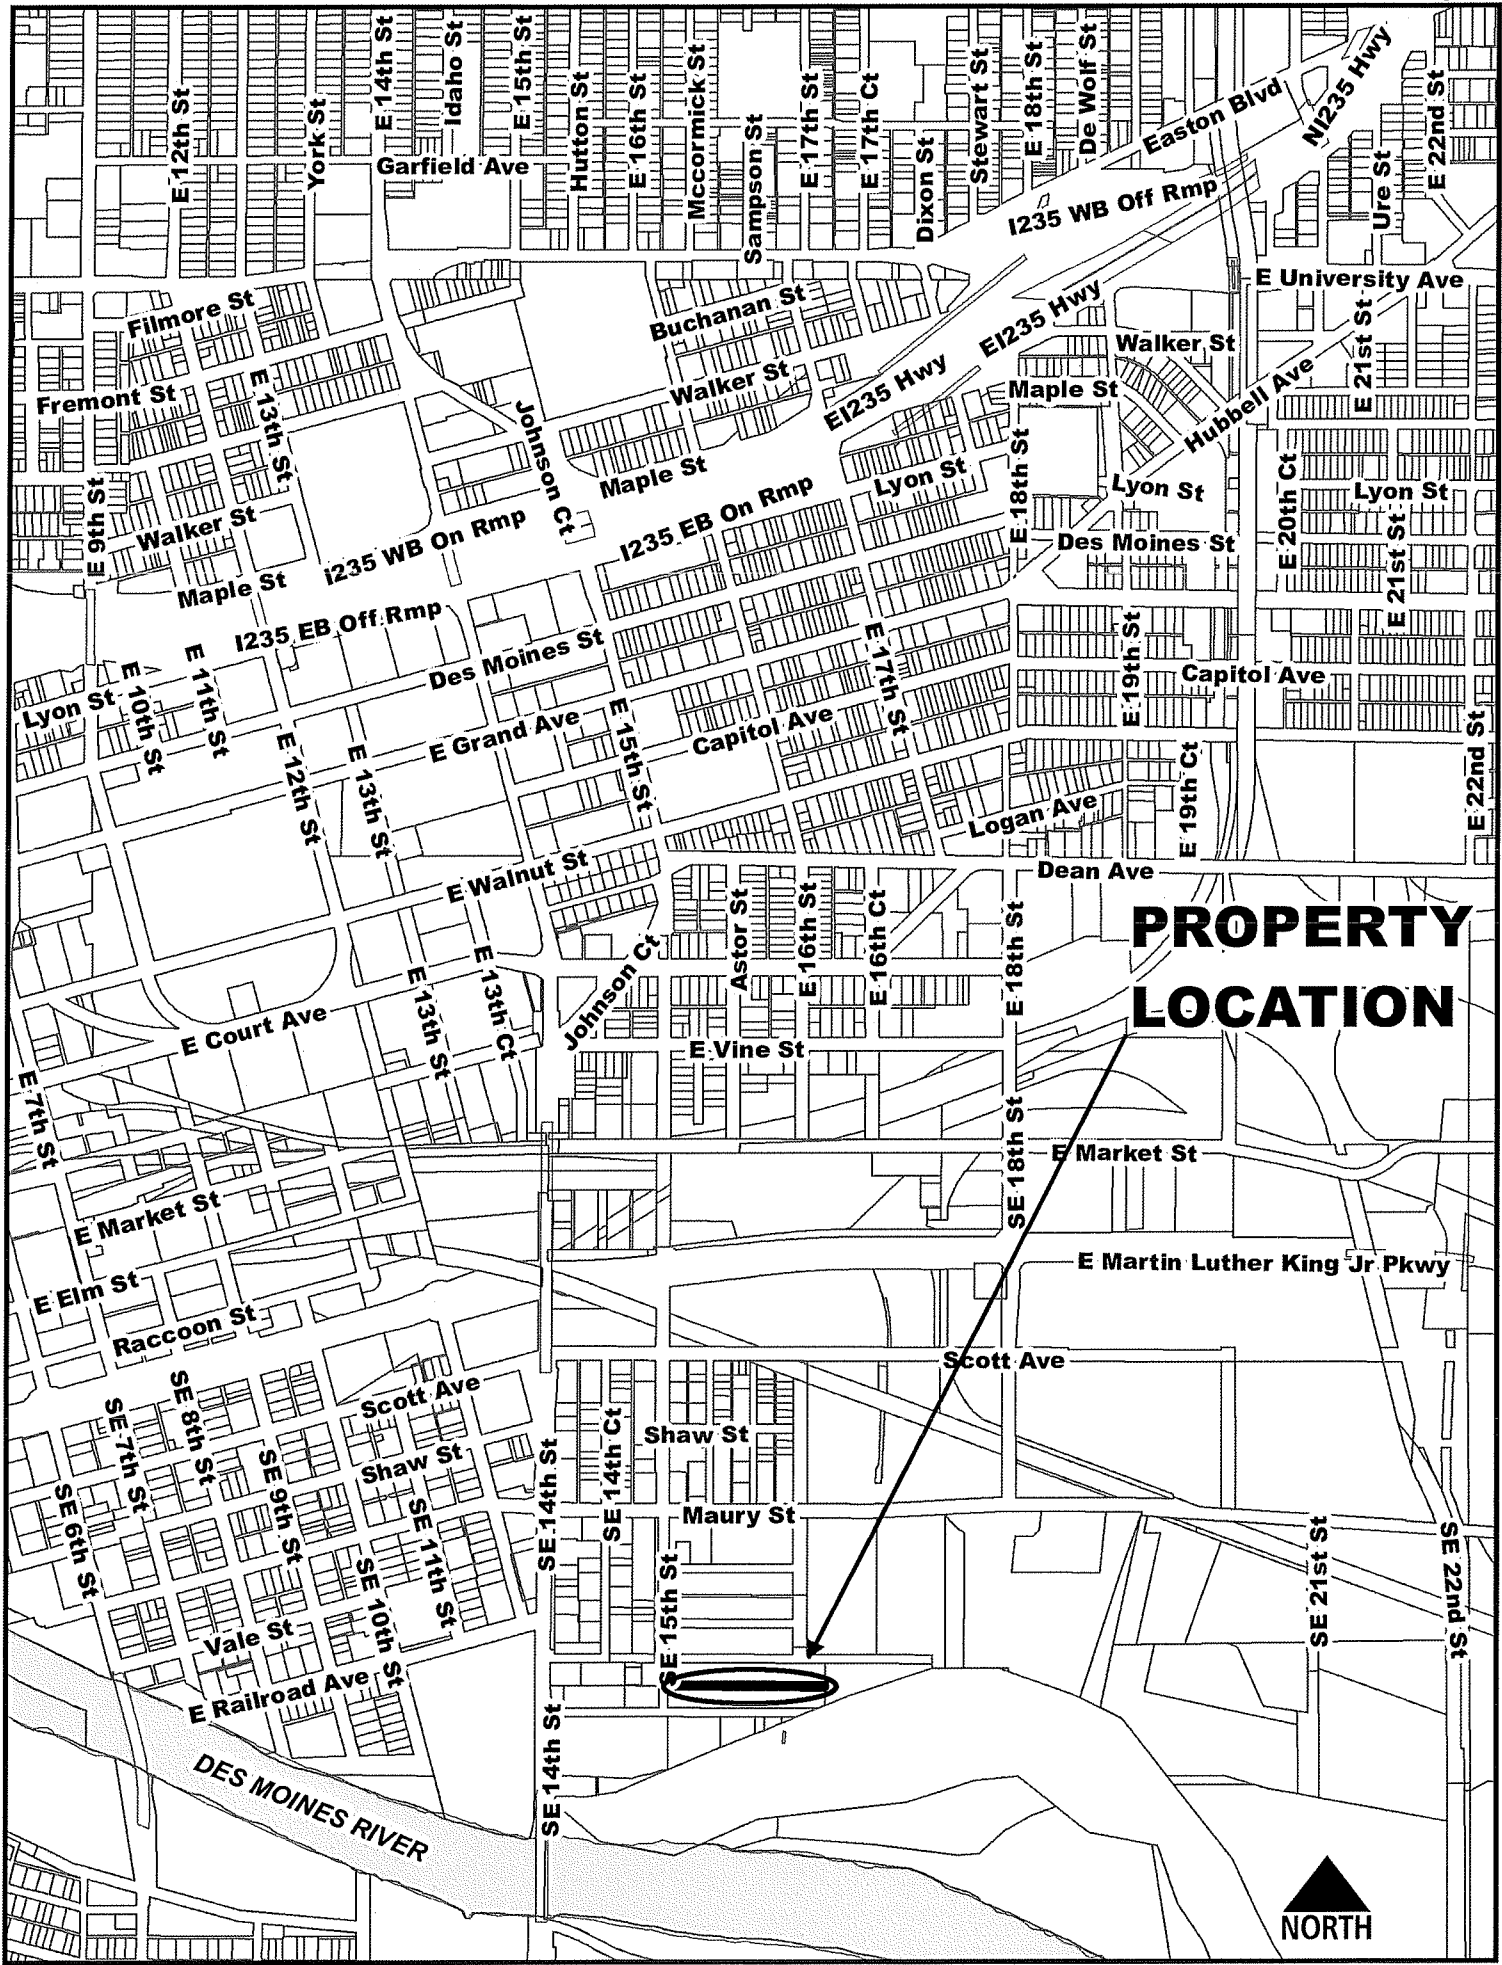 E 12th St
York St
E 14th St
Idaho St
E 15th St
Hutton St
E 16th St
Mccormick St
Sampson St
E 17th St
E 17th Ct
Dixon St
Stewart St
E 18th St
De Wolf St
Easton Blvd
NI235 Hwy
Ure St
E 22nd St
Garfield Ave
I235 WB Off Rmp
E University Ave
Filmore St
Buchanan St
EI235 Hwy
Walker St
E 21st St
Fremont St
E 13th St
Walker St
EI235 Hwy
Maple St
Hubbell Ave
Johnson Ct
Maple St
Lyon St
E 18th St
Lyon St
E 20th Ct
Lyon St
E 9th St
Walker St
I235 WB On Rmp
I235 EB On Rmp
Des Moines St
E 21st St
Maple St
I235 EB Off Rmp
Des Moines St
E 17th St
E 19th St
Capitol Ave
Lyon St
E 10th St
E 11th St
E 12th St
E 13th St
E Grand Ave
E 15th St
Capitol Ave
E 19th Ct
E 22nd St
Logan Ave
Dean Ave
E Walnut St
Astor St
E 16th St
E 16th Ct
E 18th St
PROPERTY
LOCATION
E Court Ave
E 13th St
E 13th Ct
Johnson Ct
E Vine St
E 7th St
E Market St
SE 18th St
E Market St
E Martin Luther King Jr Pkwy
E Elm St
Raccoon St
Scott Ave
SE 7th St
SE 8th St
Scott Ave
SE 14th St
SE 14th Ct
Shaw St
SE 6th St
SE 9th St
Shaw St
SE 11th St
Maury St
SE 10th St
SE 15th St
SE 21st St
SE 22nd St
Vale St
E Railroad Ave
SE 14th St
DES MOINES RIVER
NORTH